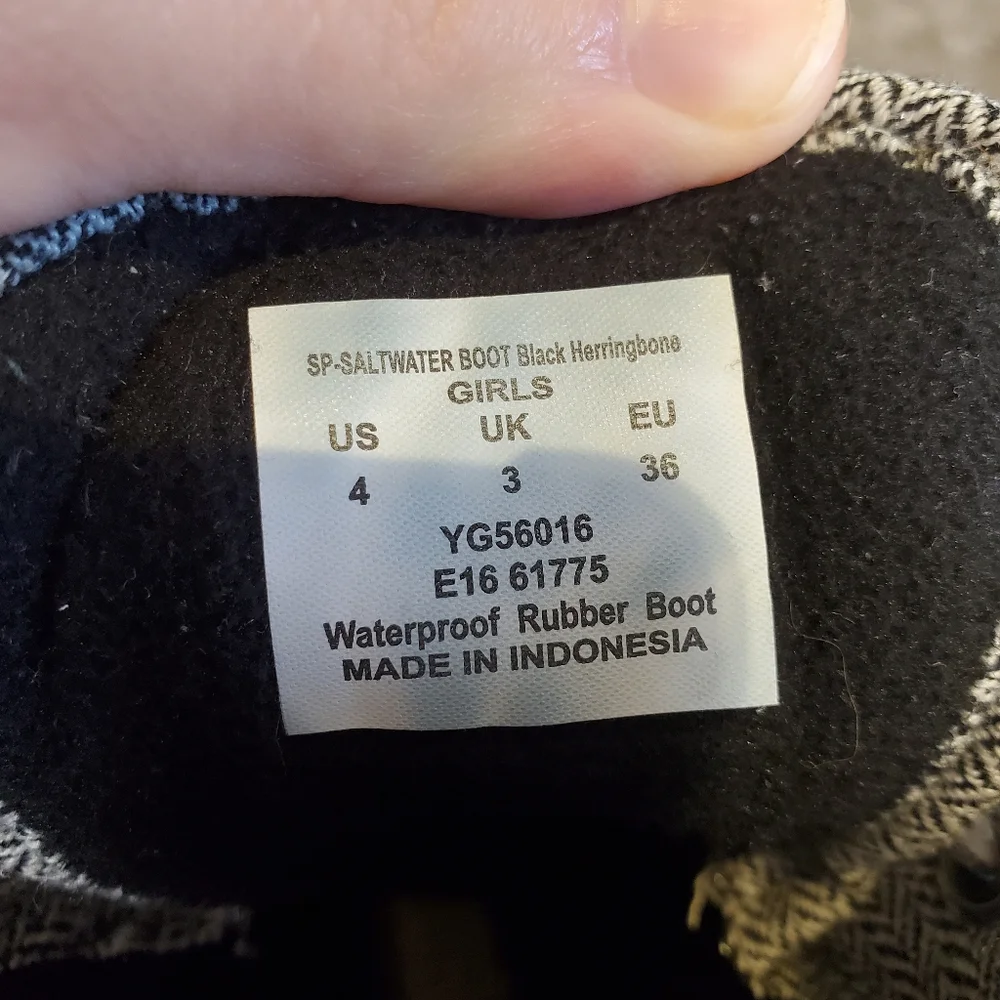 SP-SALTWATER BOOT Black Herringbone
GIRLS
US UK EU
4 3 36
YG56016
E16 61775
Waterproof Rubber Boot
MADE IN INDONESIA